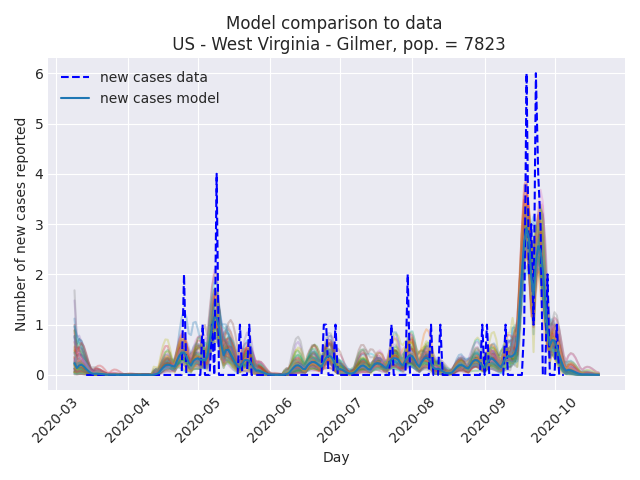 Model comparison to data
US - West Virginia - Gilmer, pop. = 7823
new cases data
new cases model
Number of new cases reported
6
5
4
3
2
1
0
2020-03
2020-04
2020-05
2020-06
2020-07
2020-08
2020-09
2020-10
Day